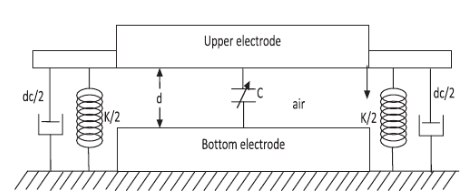 Upper electrode
dc/2
K/2
d
C
air
K/2
dc/2
Bottom electrode